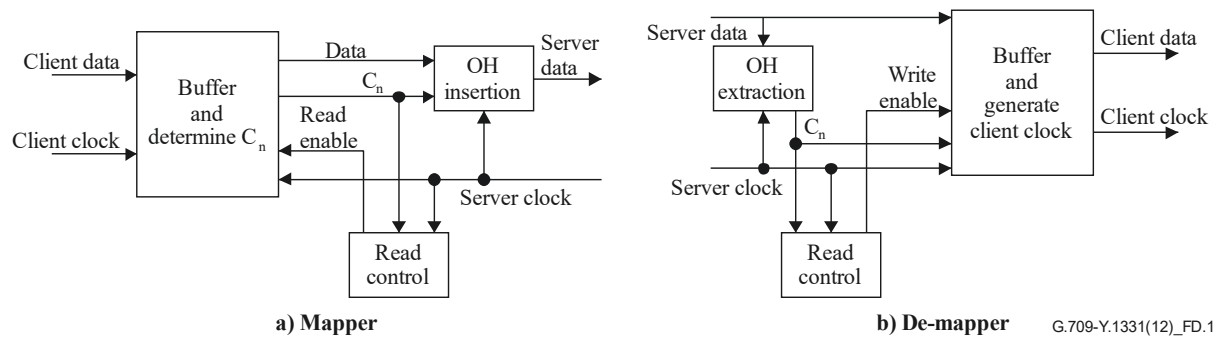 Client data
Client clock
Buffer
and
determine Cn
Data
Cn
Read
enable
OH
insertion
Server
data
Server clock
Read
control
a) Mapper
Server data
OH
extraction
Cn
Server clock
Write
enable
Buffer
and
generate
client clock
Client data
Client clock
Read
control
b) De-mapper
G.709-Y.1331(12)_FD.1